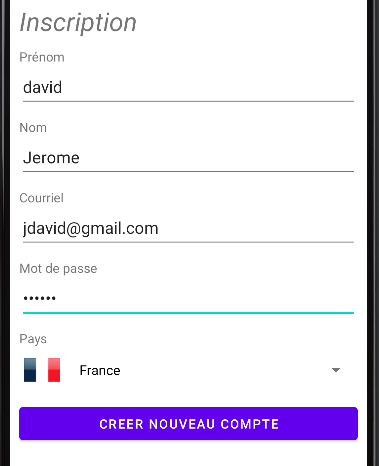 Inscription
Prénom
david
Nom
Jerome
Courriel
jdavid@gmail.com
Mot de passe
••••••
Pays
France
CREER NOUVEAU COMPTE